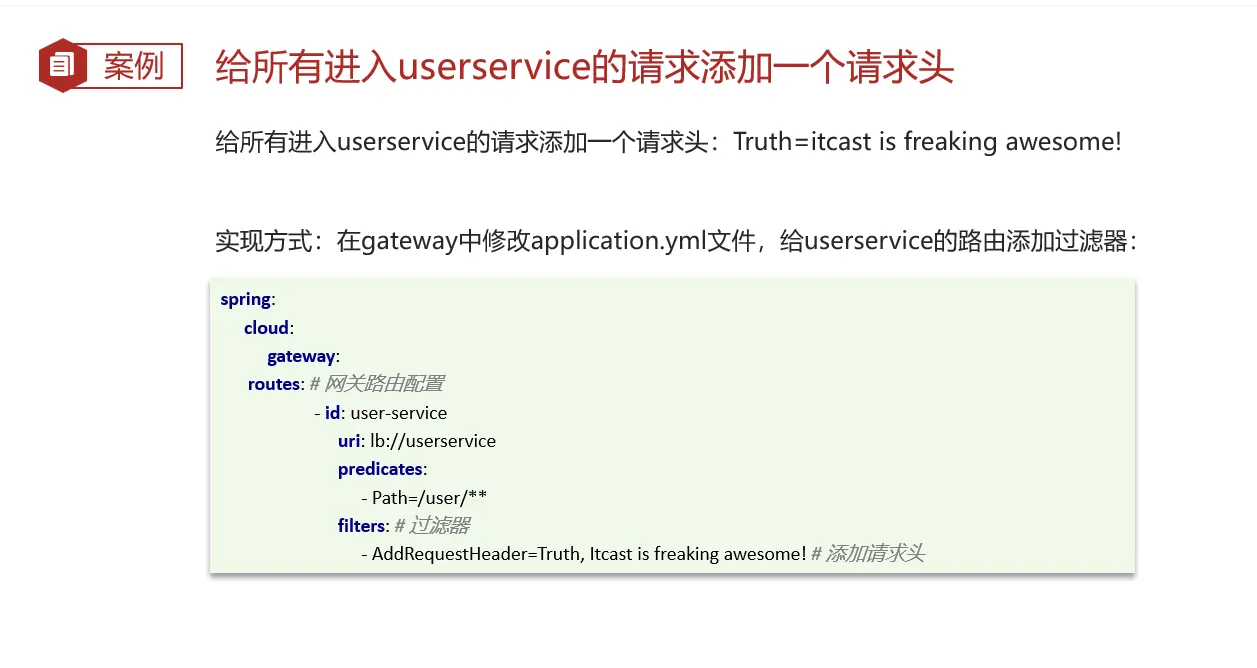 案例
给所有进入userservice的请求添加一个请求头
给所有进入userservice的请求添加一个请求头：Truth=itcast is freaking awesome!
实现方式：在gateway中修改application.yml文件，给userservice的路由添加过滤器：
spring:
cloud:
gateway:
routes: # 网关路由配置
- id: user-service
uri: lb://userservice
predicates:
- Path=/user/**
filters: # 过滤器
- AddRequestHeader=Truth, Itcast is freaking awesome! # 添加请求头